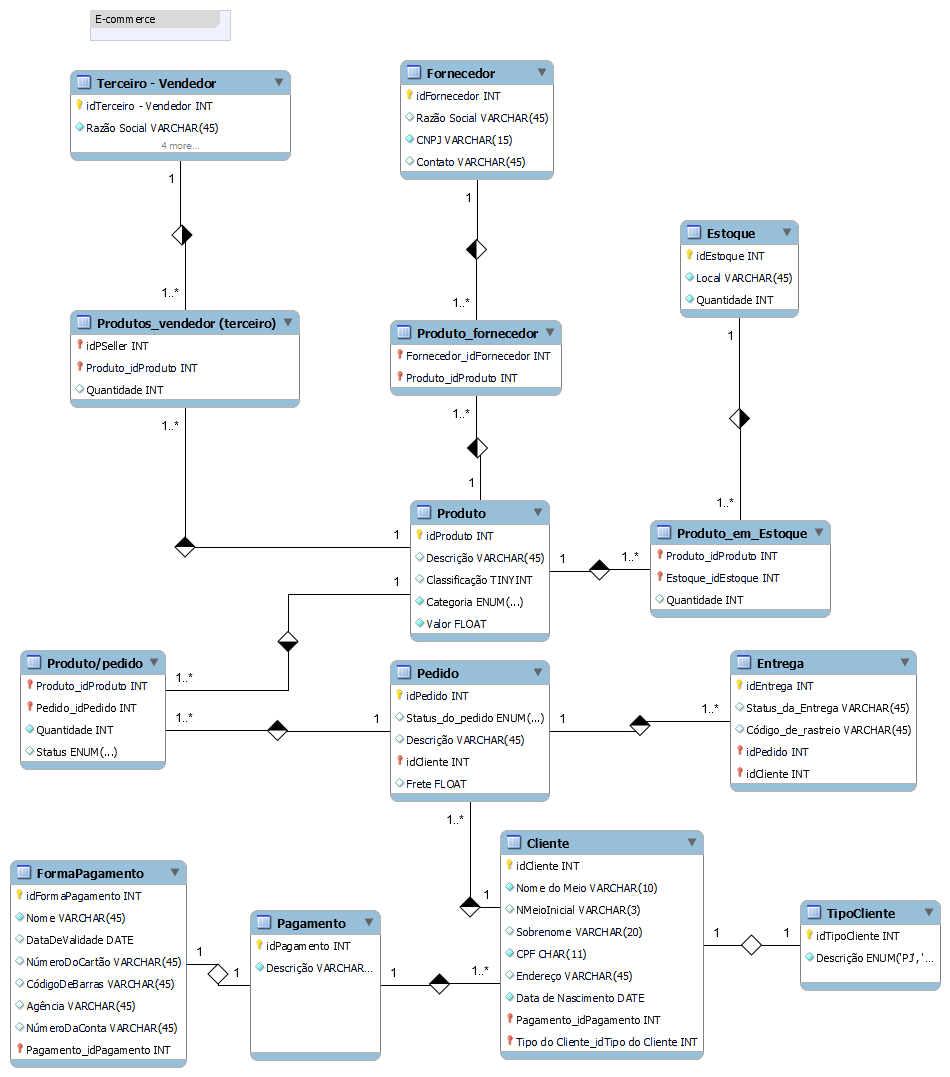 E-commerce
Terceiro - Vendedor
idTerceiro - Vendedor INT
Razão Social VARCHAR(45)
4 more...
1
1..*
Fornecedor
idFornecedor INT
Razão Social VARCHAR(45)
CNPJ VARCHAR(15)
Contato VARCHAR(45)
1
1..*
Estoque
idEstoque INT
Local VARCHAR(45)
Quantidade INT
1
1..*
Produtos_vendedor (terceiro)
idPSeller INT
Produto_idProduto INT
Quantidade INT
1..*
1
Produto_fornecedor
Fornecedor_idFornecedor INT
Produto_idProduto INT
1..*
1
Produto
idProduto INT
Descrição VARCHAR(45)
Classificação TINYINT
Categoria ENUM(...)
Valor FLOAT
1
1..*
Produto_em_Estoque
Produto_idProduto INT
Estoque_idEstoque INT
Quantidade INT
1
1..*
Produto/pedido
Produto_idProduto INT
Pedido_idPedido INT
Quantidade INT
Status ENUM(...)
1..*
1
Pedido
idPedido INT
Status_do_pedido ENUM(...)
Descrição VARCHAR(45)
idCliente INT
Frete FLOAT
1
1..*
Entrega
idEntrega INT
Status_da_Entrega VARCHAR(45)
Código_de_rastreio VARCHAR(45)
idPedido INT
idCliente INT
1..*
1
FormaPagamento
idFormaPagamento INT
Nome VARCHAR(45)
DataDeValidade DATE
NúmeroDoCartão VARCHAR(45)
CódigoDeBarras VARCHAR(45)
Agência VARCHAR(45)
NúmeroDaConta VARCHAR(45)
Pagamento_idPagamento INT
1
1
Pagamento
idPagamento INT
Descrição VARCHAR...
1
1..*
Cliente
idCliente INT
Nome do Meio VARCHAR(10)
NMeioInicial VARCHAR(3)
Sobrenome VARCHAR(20)
CPF CHAR(11)
Endereço VARCHAR(45)
Data de Nascimento DATE
Pagamento_idPagamento INT
Tipo do Cliente_idTipo do Cliente INT
1
1
TipoCliente
idTipoCliente INT
Descrição ENUM('PJ','...